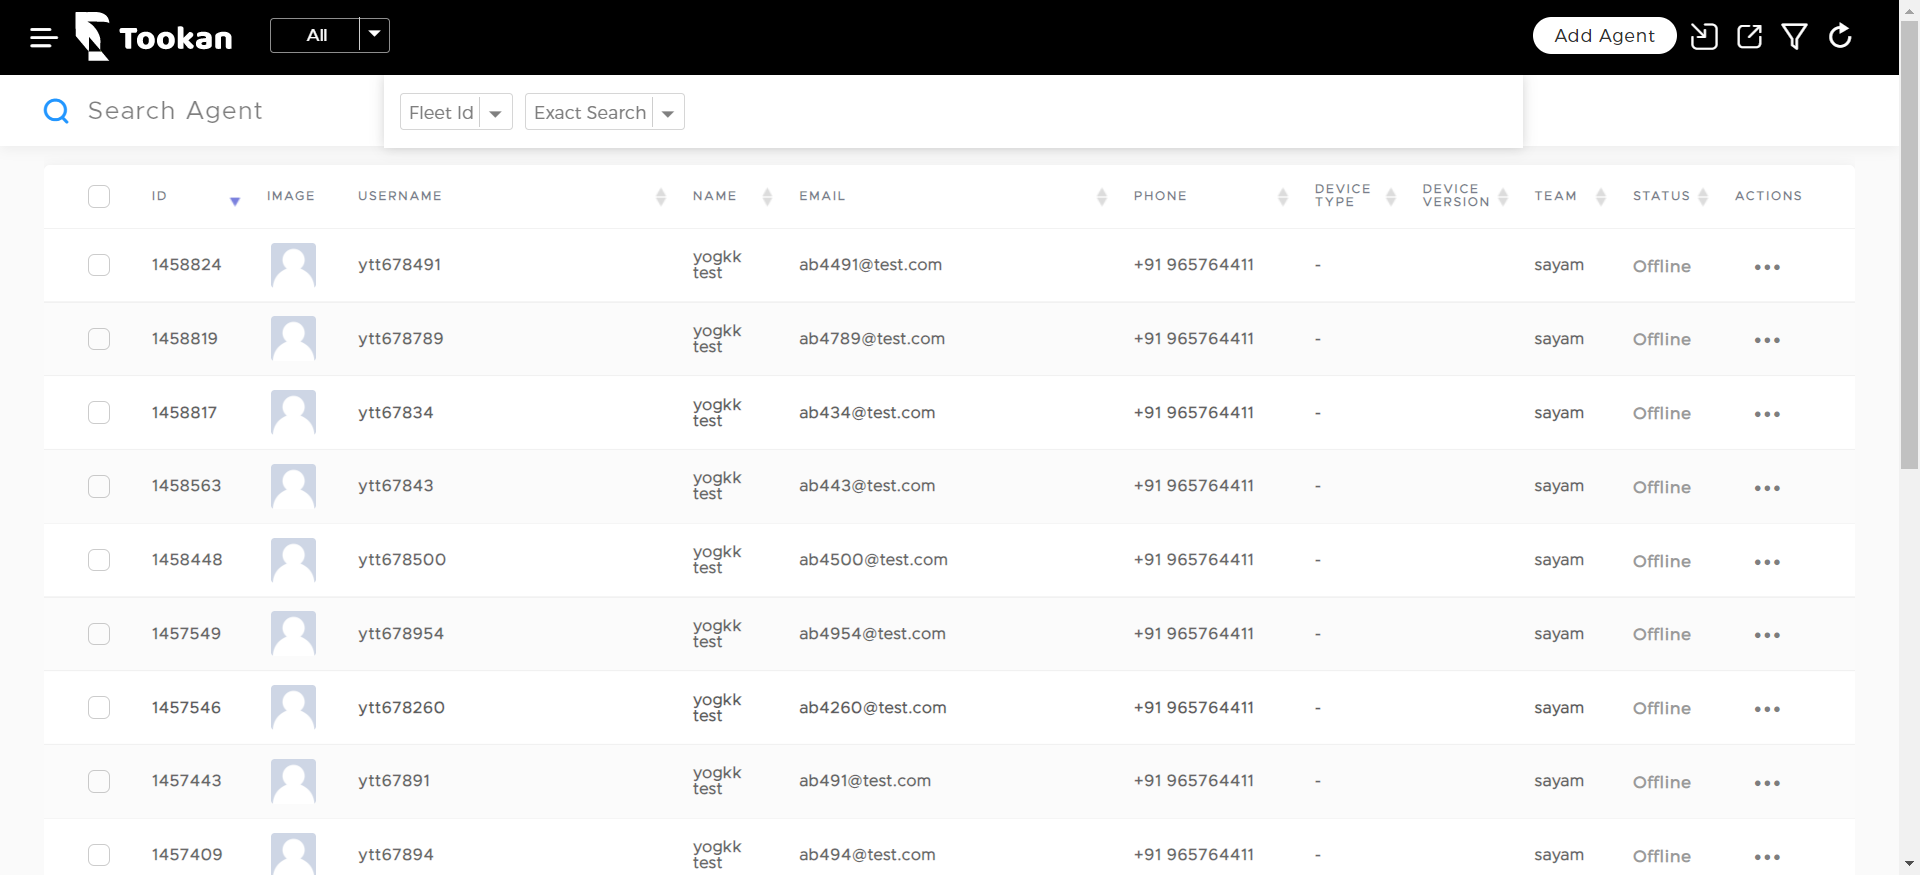 Tookan
All
Add Agent
Search Agent
Fleet Id
Exact Search
ID IMAGE USERNAME NAME EMAIL PHONE DEVICE TYPE DEVICE VERSION TEAM STATUS ACTIONS
1458824 ytt678491 yogkk test ab4491@test.com +91 965764411 - sayam Offline
1458819 ytt678789 yogkk test ab4789@test.com +91 965764411 - sayam Offline
1458817 ytt67834 yogkk test ab434@test.com +91 965764411 - sayam Offline
1458563 ytt67843 yogkk test ab443@test.com +91 965764411 - sayam Offline
1458448 ytt678500 yogkk test ab4500@test.com +91 965764411 - sayam Offline
1457549 ytt678954 yogkk test ab4954@test.com +91 965764411 - sayam Offline
1457546 ytt678260 yogkk test ab4260@test.com +91 965764411 - sayam Offline
1457443 ytt67891 yogkk test ab491@test.com +91 965764411 - sayam Offline
1457409 ytt67894 yogkk test ab494@test.com +91 965764411 - sayam Offline